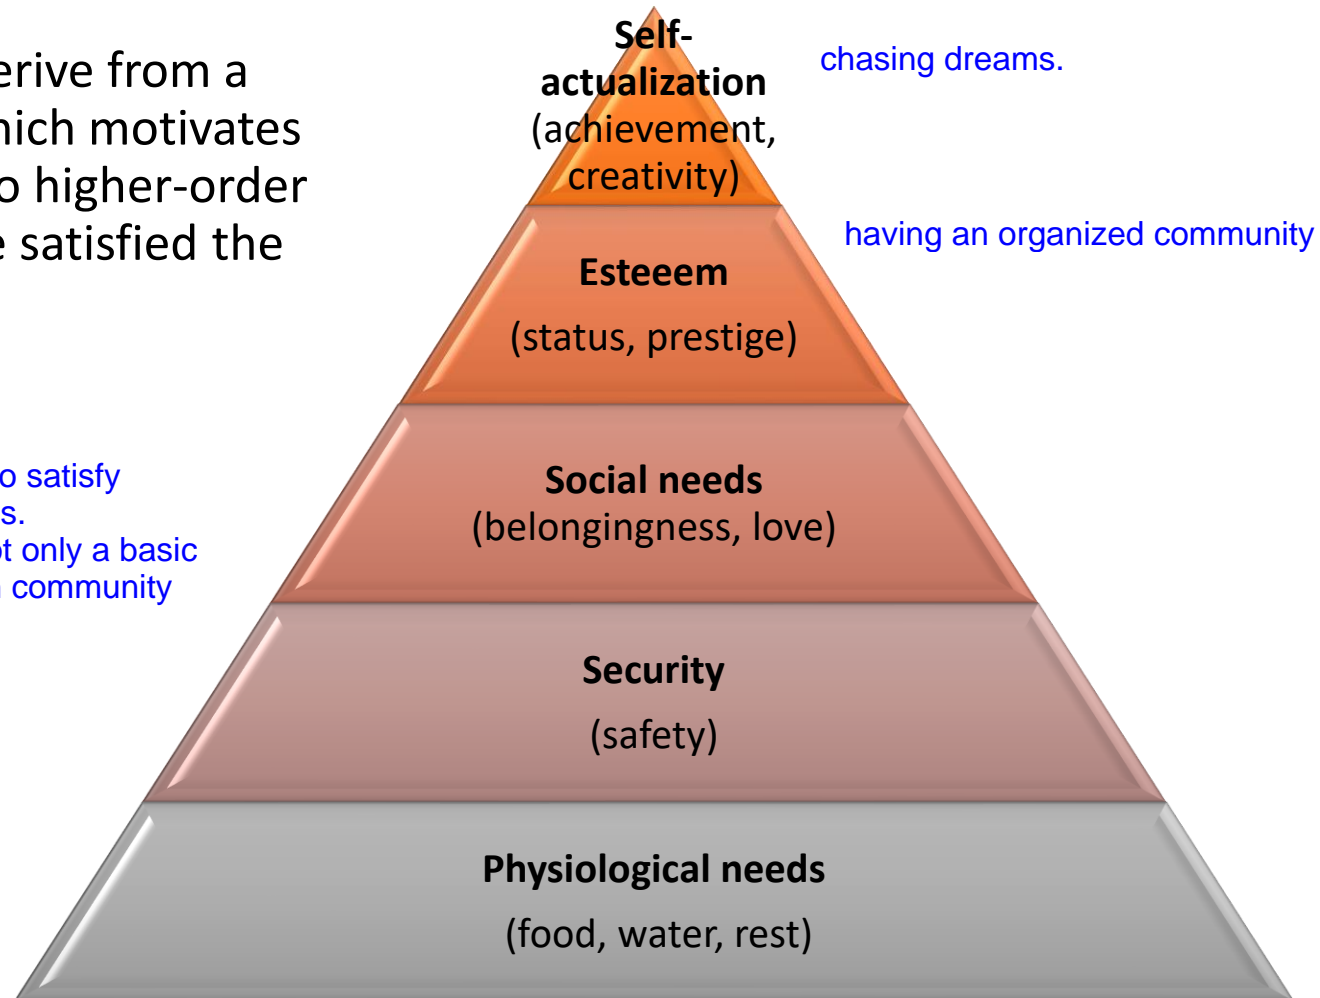 erive from a
hich motivates
o higher-order
e satisfied the
Self-
actualization
(achievement,
creativity)
chasing dreams.
having an organized community
Esteeem
(status, prestige)
o satisfy
s.
ot only a basic
community
Social needs
(belongingness, love)
Security
(safety)
Physiological needs
(food, water, rest)